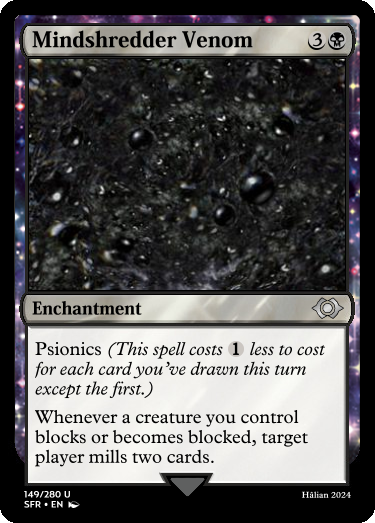 Mindshredder Venom 3
Enchantment
Psionics (This spell costs 1 less to cost
for each card you've drawn this turn
except the first.)
Whenever a creature you control
blocks or becomes blocked, target
player mills two cards.
149/280 U
SFR • EN
Hālian 2024